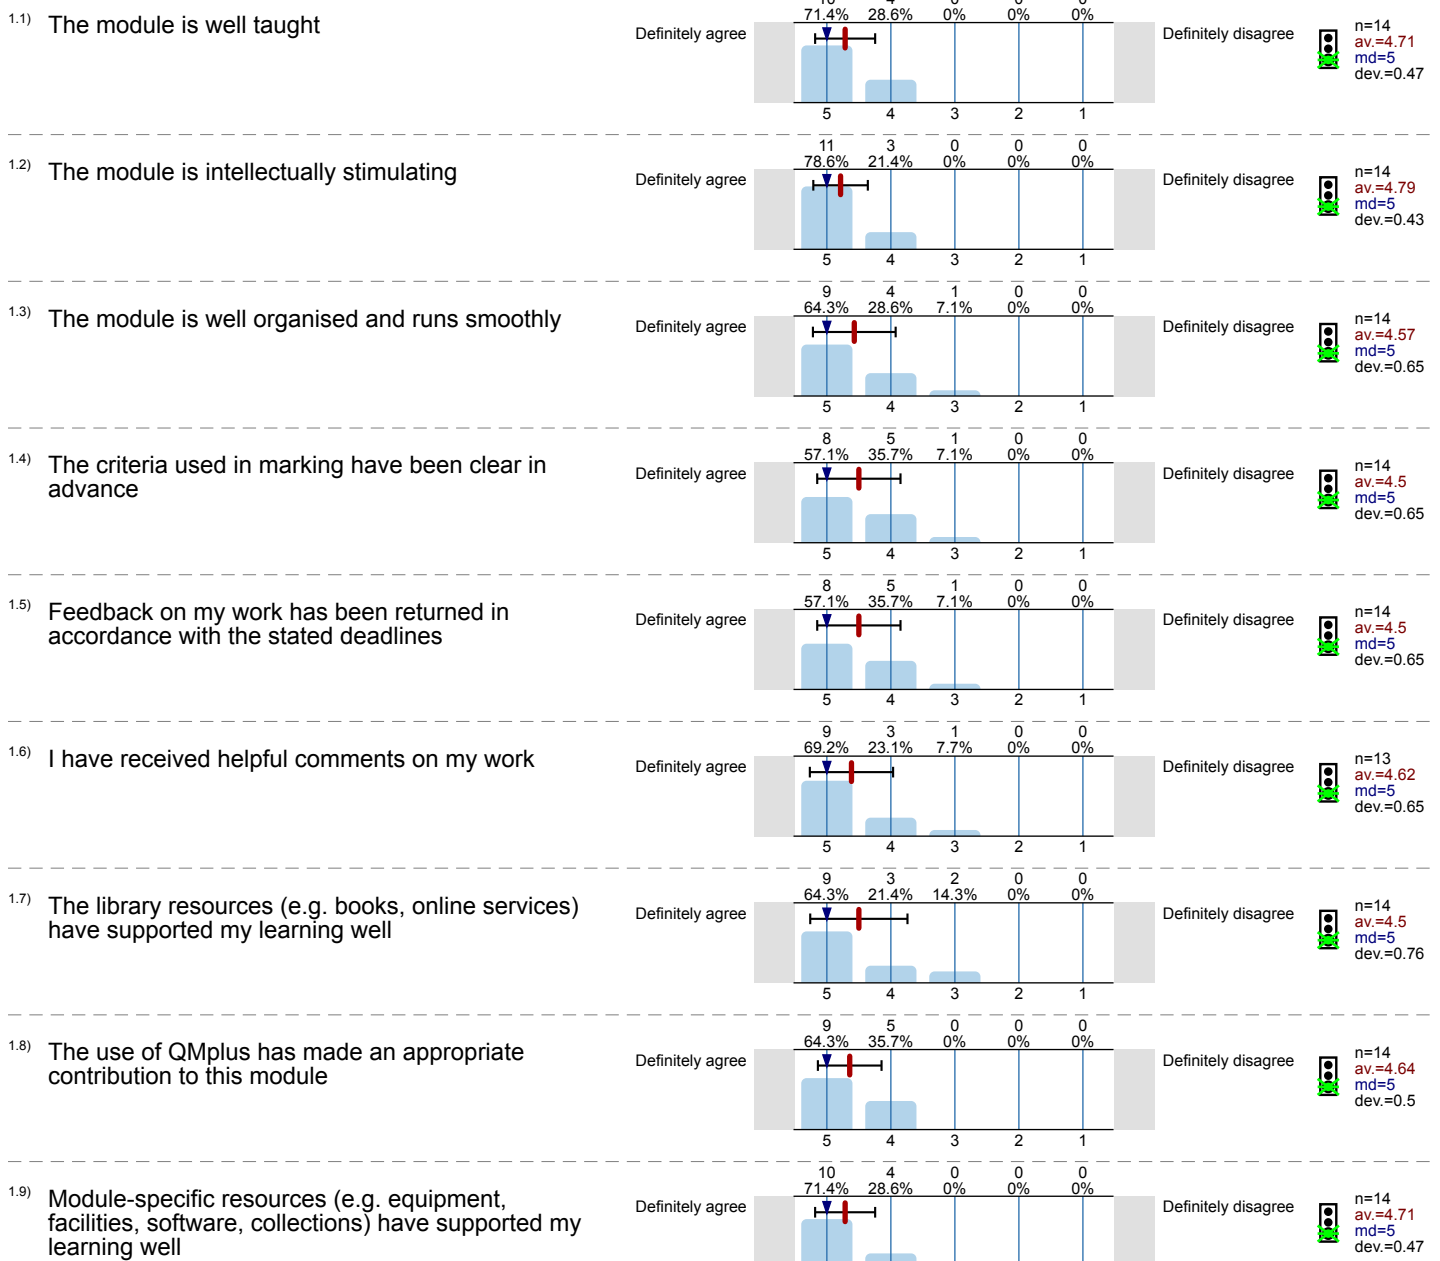 10 4 0 0 0
1.1) The module is well taught Definitely agree 71.4% 28.6% 0% 0% 0% Definitely disagree n=14
av.=4.71
md=5
dev.=0.47
5 4 3 2 1
11 3 0 0 0
1.2) The module is intellectually stimulating Definitely agree 78.6% 21.4% 0% 0% 0% Definitely disagree n=14
av.=4.79
md=5
dev.=0.43
5 4 3 2 1
9 4 1 0 0
1.3) The module is well organised and runs smoothly Definitely agree 64.3% 28.6% 7.1% 0% 0% Definitely disagree n=14
av.=4.57
md=5
dev.=0.65
5 4 3 2 1
8 5 1 0 0
1.4) The criteria used in marking have been clear in Definitely agree 57.1% 35.7% 7.1% 0% 0% Definitely disagree n=14
advance av.=4.5
md=5
dev.=0.65
5 4 3 2 1
8 5 1 0 0
1.5) Feedback on my work has been returned in Definitely agree 57.1% 35.7% 7.1% 0% 0% Definitely disagree n=14
accordance with the stated deadlines av.=4.5
md=5
dev.=0.65
5 4 3 2 1
9 3 1 0 0
1.6) I have received helpful comments on my work Definitely agree 69.2% 23.1% 7.7% 0% 0% Definitely disagree n=13
av.=4.62
md=5
dev.=0.65
5 4 3 2 1
9 3 2 0 0
1.7) The library resources (e.g. books, online services) Definitely agree 64.3% 21.4% 14.3% 0% 0% Definitely disagree n=14
have supported my learning well av.=4.5
md=5
dev.=0.76
5 4 3 2 1
9 5 0 0 0
1.8) The use of QMplus has made an appropriate Definitely agree 64.3% 35.7% 0% 0% 0% Definitely disagree n=14
contribution to this module av.=4.64
md=5
dev.=0.5
5 4 3 2 1
10 4 0 0 0
1.9) Module-specific resources (e.g. equipment, Definitely agree 71.4% 28.6% 0% 0% 0% Definitely disagree n=14
facilities, software, collections) have supported my av.=4.71
learning well md=5
dev.=0.47